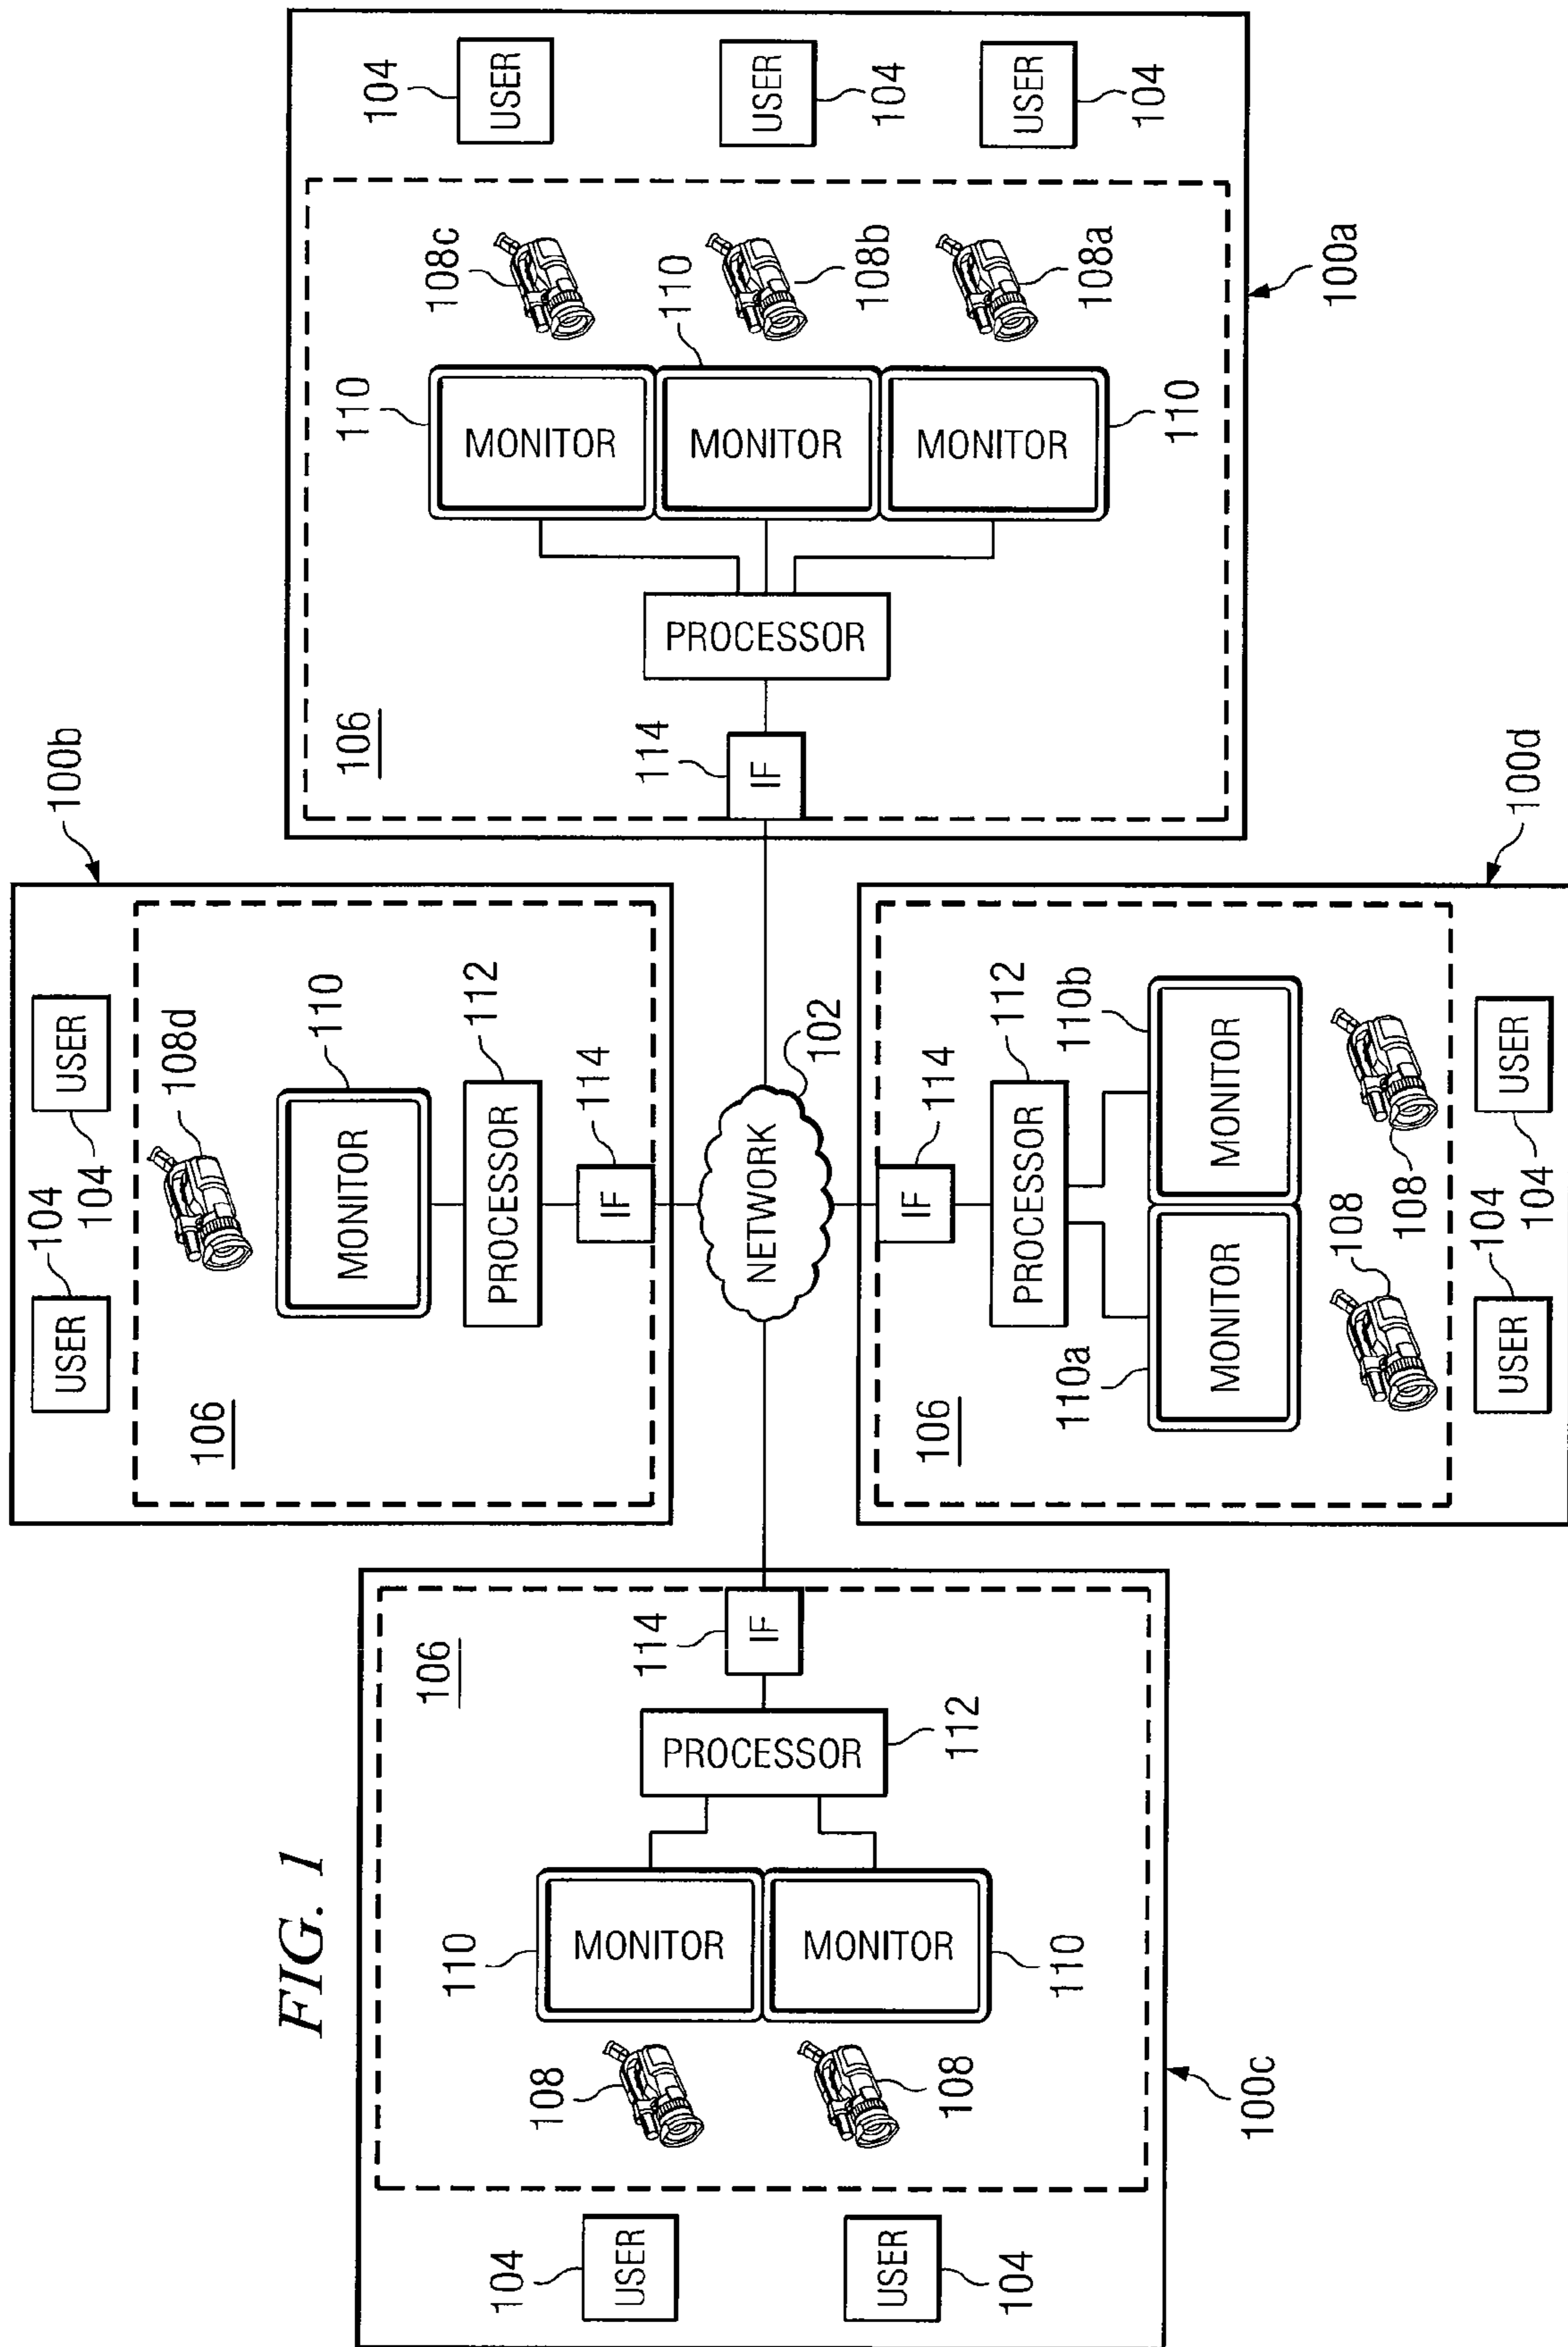 FIG. 1
100b
104
USER
104
USER
108d
106
110
MONITOR
112
PROCESSOR
114
IF
100c
106
104
USER
104
USER
108
108
110
MONITOR
MONITOR
110
PROCESSOR
112
114
IF
NETWORK
102
100a
106
114
IF
PROCESSOR
110
MONITOR
110
MONITOR
MONITOR
110
108c
108b
108a
104
USER
USER
104
USER
104
100d
106
114
IF
112
PROCESSOR
110a
MONITOR
110b
MONITOR
108
108
104
USER
104
USER